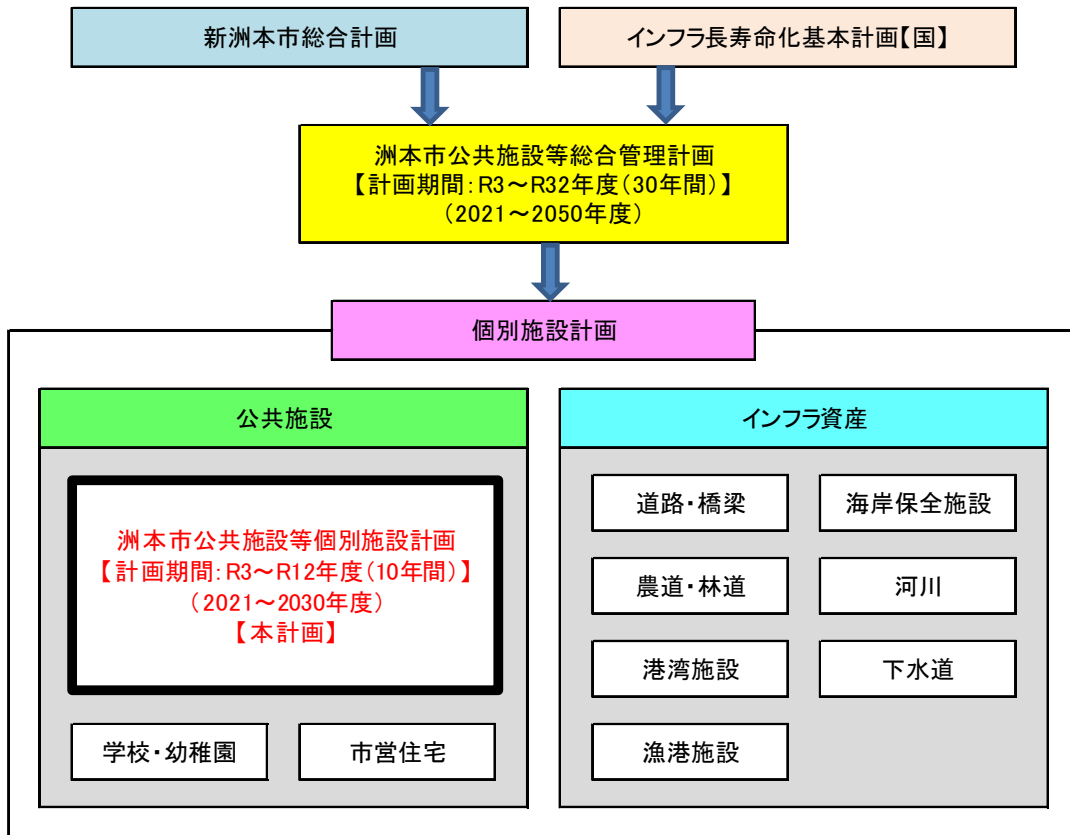 新洲本市総合計画
インフラ長寿命化基本計画【国】
洲本市公共施設等総合管理計画
【計画期間：R3～R32年度（30年間）】
（2021～2050年度）
個別施設計画
公共施設
洲本市公共施設等個別施設計画
【計画期間：R3～R12年度（10年間）】
（2021～2030年度）
【本計画】
学校・幼稚園
市営住宅
インフラ資産
道路・橋梁
海岸保全施設
農道・林道
河川
港湾施設
下水道
漁港施設